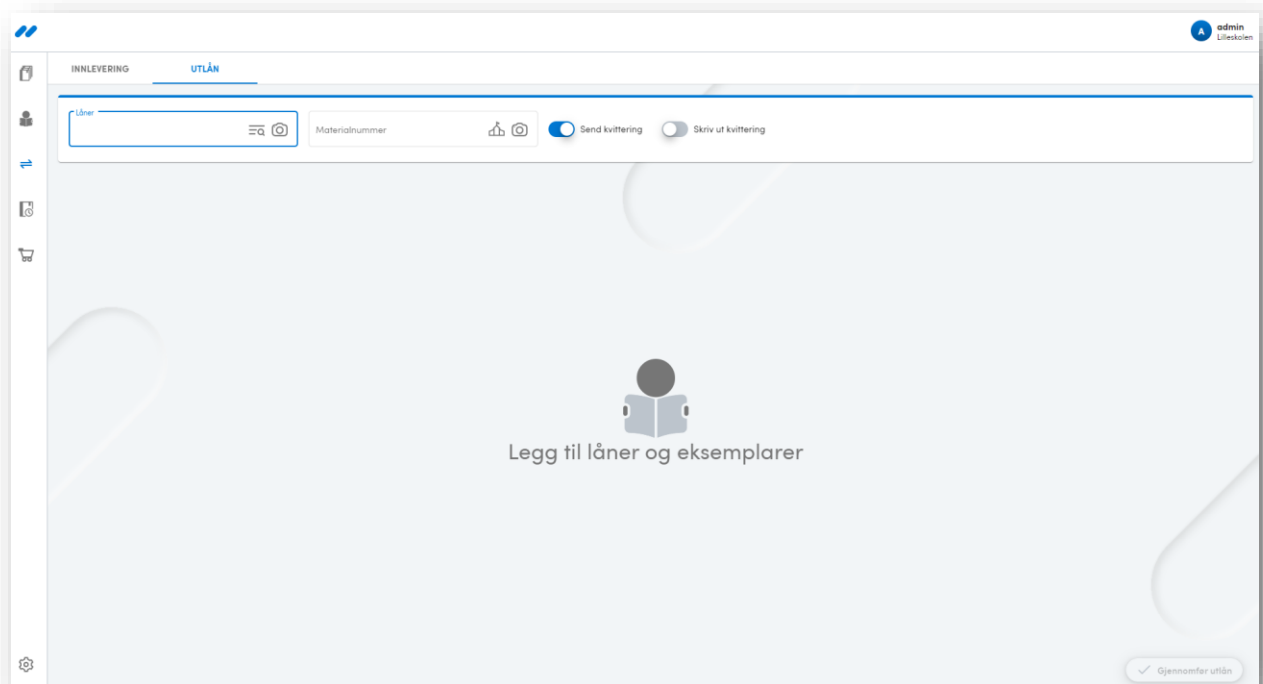 A
admin
Lilleskolen
INNLEVERING
UTLÅN
Låner
Materialnummer
Send kvittering
Skriv ut kvittering
Legg til låner og eksemplarer
Gjennomfør utlån